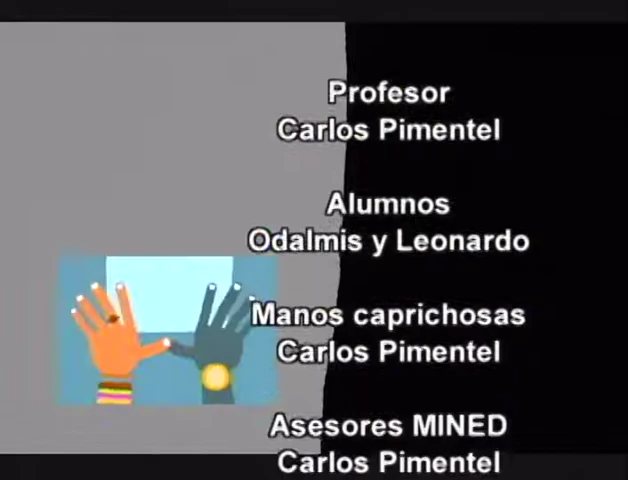 Profesor
Carlos Pimentel
Alumnos
Odalmis y Leonardo
Manos caprichosas
Carlos Pimentel
Asesores MINED
Carlos Pimentel